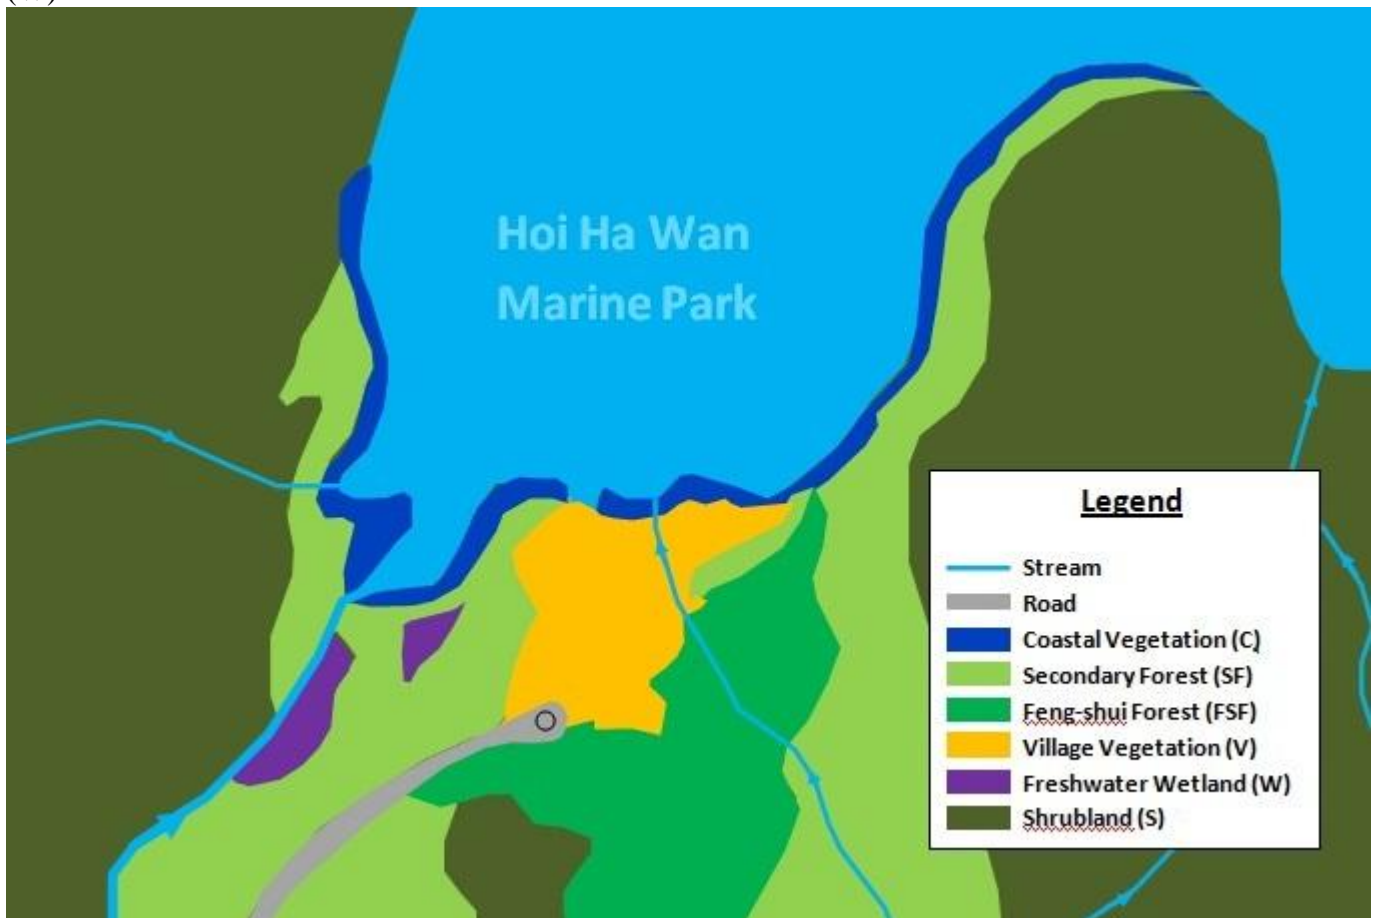 Hoi Ha Wan
Marine Park
Legend
Stream
Road
Coastal Vegetation (C)
Secondary Forest (SF)
Feng-shui Forest (FSF)
Village Vegetation (V)
Freshwater Wetland (W)
Shrubland (S)